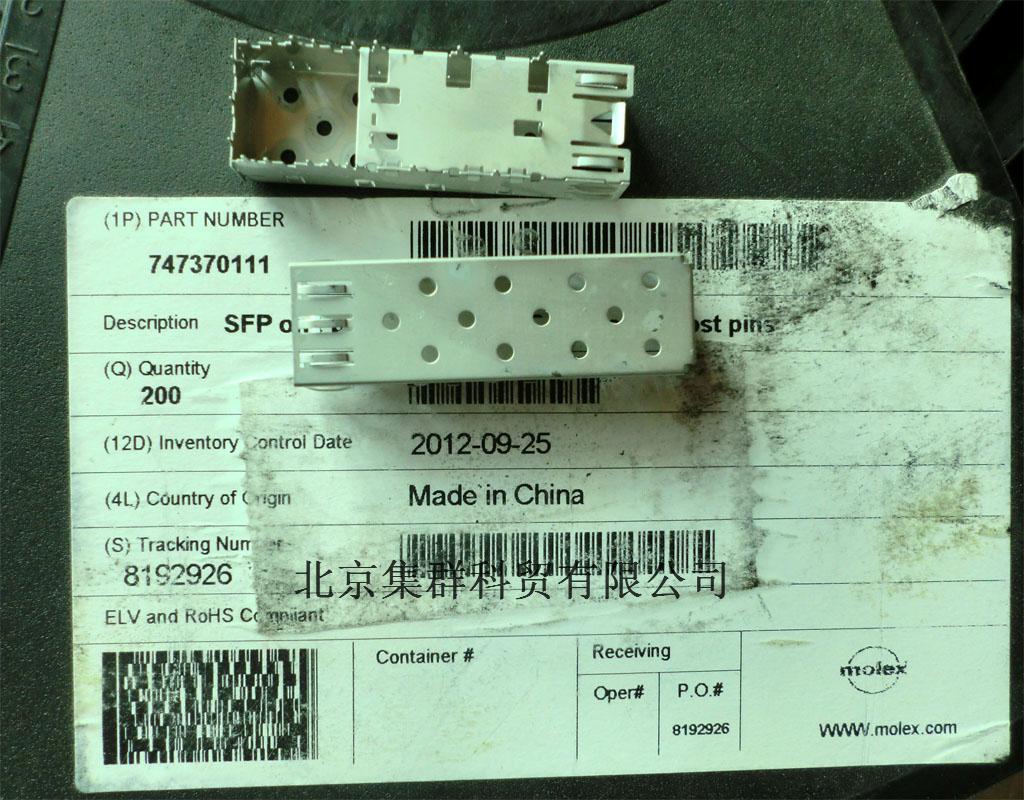 (1P) PART NUMBER
747370111
Description SFP pins
(Q) Quantity
200
(12D) Inventory Control Date 2012-09-25
(4L) Country of Origin Made in China
(S) Tracking Number
8192926
北京集群科贸有限公司
ELV and RoHS Compliant
Container #
Receiving
Oper# P.O.#
8192926
molex
WWW.molex.com